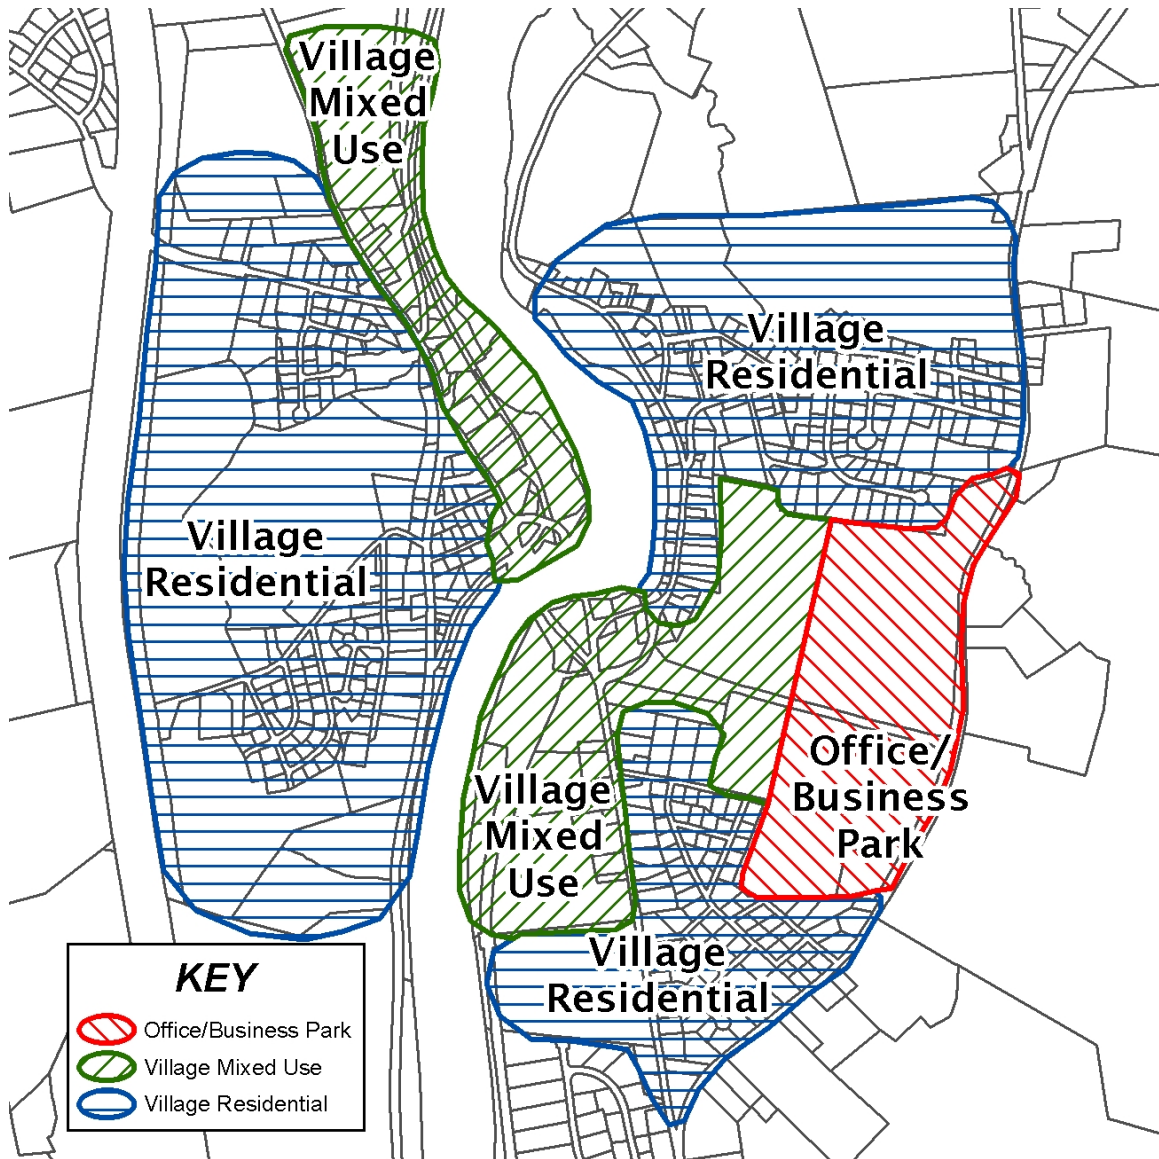 Village
Mixed
Use
Village
Residential
Village
Residential
Office/
Business
Park
Village
Mixed
Use
Village
Residential
KEY
Office/Business Park
Village Mixed Use
Village Residential